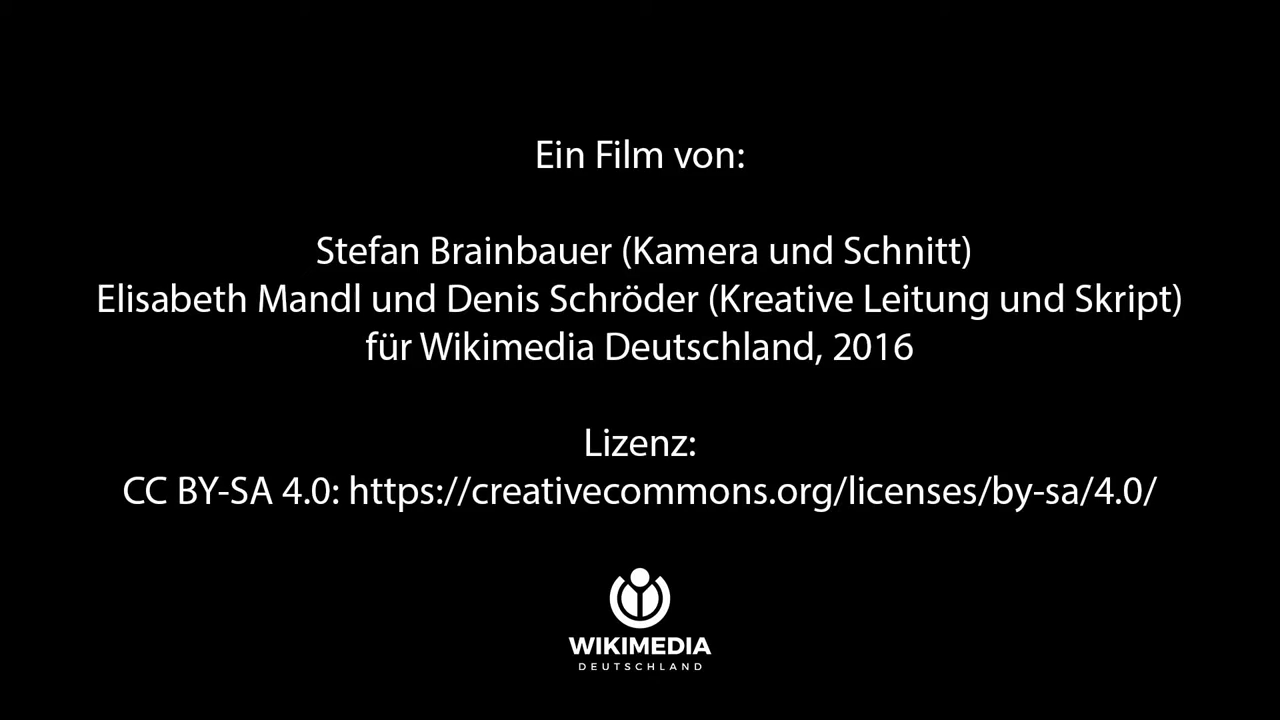 Ein Film von:
Stefan Brainbauer (Kamera und Schnitt)
Elisabeth Mandl und Denis Schröder (Kreative Leitung und Skript)
für Wikimedia Deutschland, 2016
Lizenz:
CC BY-SA 4.0: https://creativecommons.org/licenses/by-sa/4.0/
WIKIMEDIA
DEUTSCHLAND